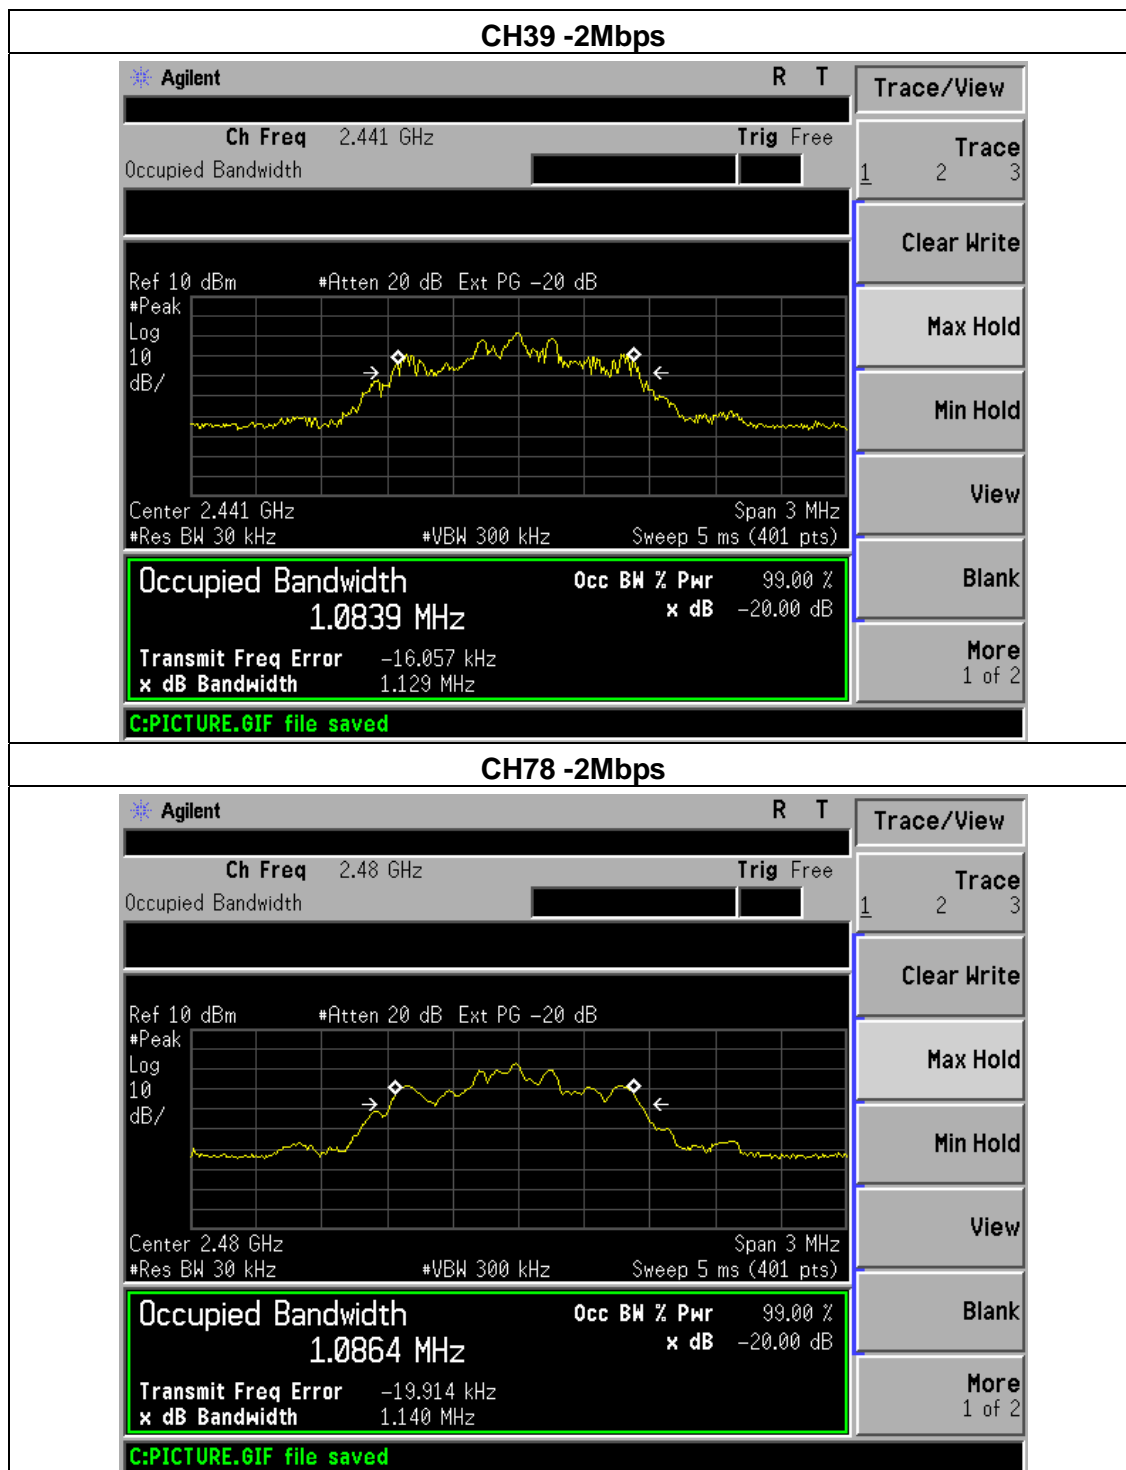 CH39 -2Mbps
Agilent R T Trace/View
Ch Freq 2.441 GHz Trig Free
Occupied Bandwidth
Trace
1 2 3
Clear Write
Max Hold
Min Hold
View
Blank
More
1 of 2
Ref 10 dBm #Atten 20 dB Ext PG -20 dB
#Peak
Log
10
dB/
Center 2.441 GHz Span 3 MHz
#Res BW 30 kHz #VBW 300 kHz Sweep 5 ms (401 pts)
Occupied Bandwidth Occ BW % Pwr 99.00 %
1.0839 MHz x dB -20.00 dB
Transmit Freq Error -16.057 kHz
x dB Bandwidth 1.129 MHz
C:PICTURE.GIF file saved
CH78 -2Mbps
Agilent R T Trace/View
Ch Freq 2.48 GHz Trig Free
Occupied Bandwidth
Trace
1 2 3
Clear Write
Max Hold
Min Hold
View
Blank
More
1 of 2
Ref 10 dBm #Atten 20 dB Ext PG -20 dB
#Peak
Log
10
dB/
Center 2.48 GHz Span 3 MHz
#Res BW 30 kHz #VBW 300 kHz Sweep 5 ms (401 pts)
Occupied Bandwidth Occ BW % Pwr 99.00 %
1.0864 MHz x dB -20.00 dB
Transmit Freq Error -19.914 kHz
x dB Bandwidth 1.140 MHz
C:PICTURE.GIF file saved